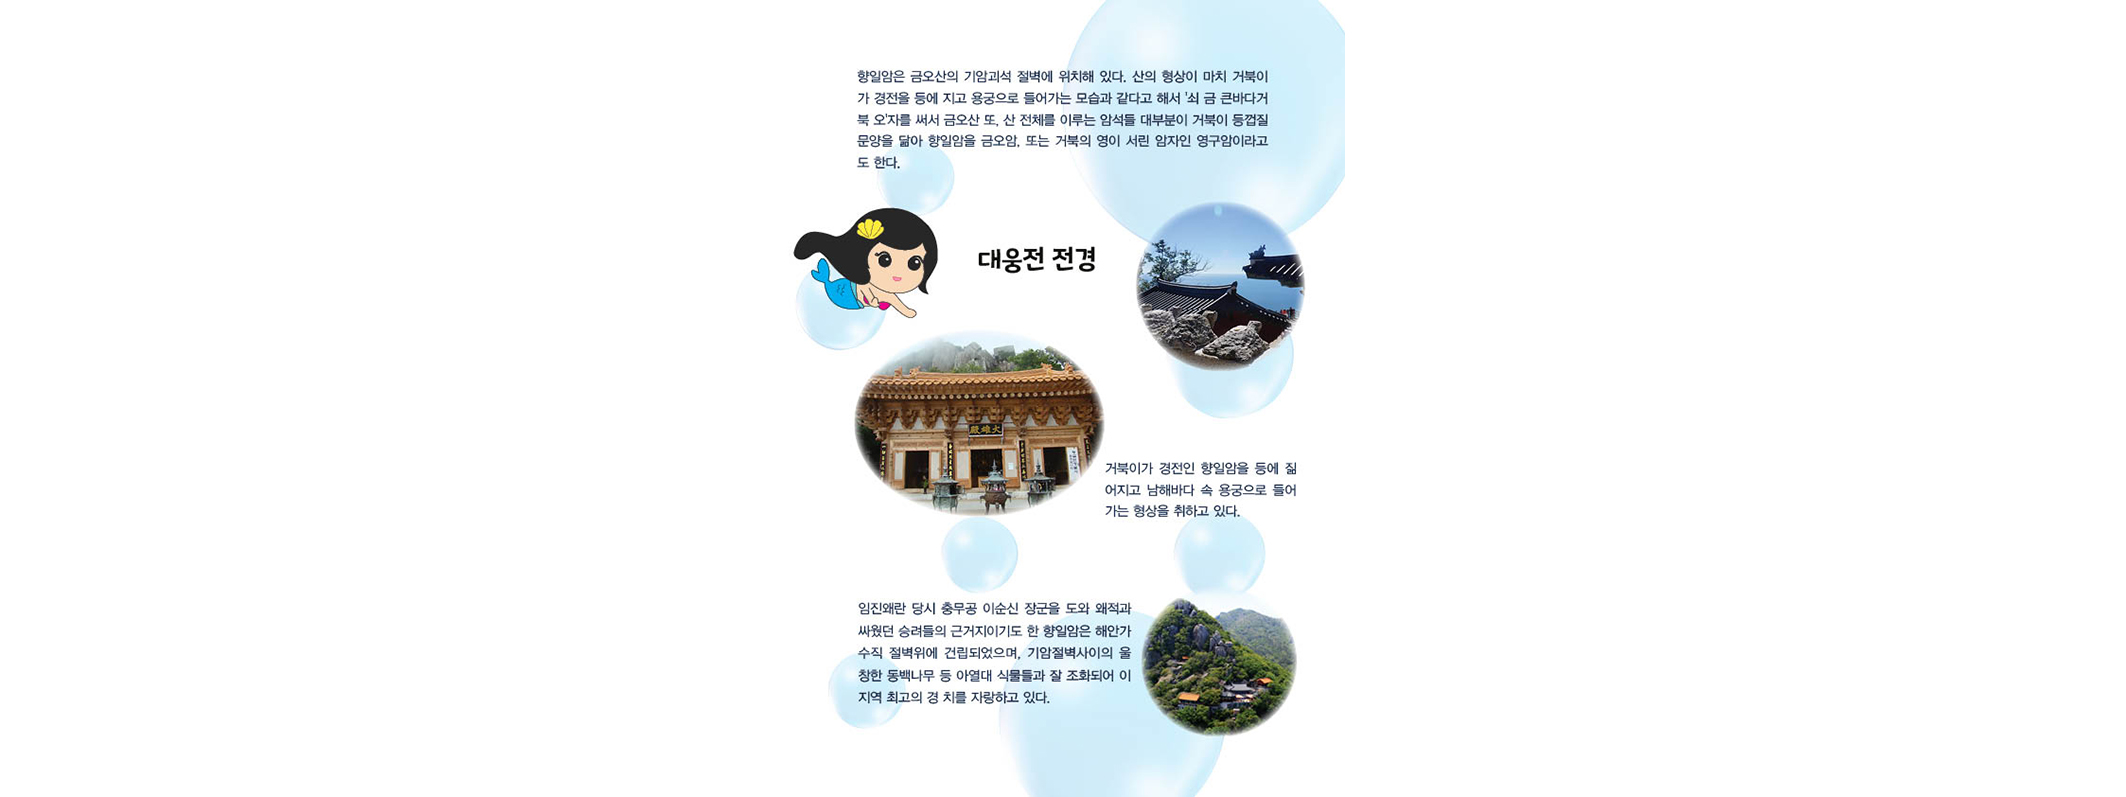 향일암은 금오산의 기암괴석 절벽에 위치해 있다. 산의 형상이 마치 거북이
가 경전을 등에 지고 용궁으로 들어가는 모습과 같다고 해서 '쇠 금 큰바다거
북 오'자를 써서 금오산 또, 산 전체를 이루는 암석들 대부분이 거북이 등껍질
문양을 닮아 향일암을 금오암, 또는 거북의 영이 서린 암자인 영구암이라고
도 한다.
대웅전 전경
殿雄大
거북이가 경전인 향일암을 등에 짊
어지고 남해바다 속 용궁으로 들어
가는 형상을 취하고 있다.
임진왜란 당시 충무공 이순신 장군을 도와 왜적과
싸웠던 승려들의 근거지이기도 한 향일암은 해안가
수직 절벽위에 건립되었으며, 기암절벽사이의 울
창한 동백나무 등 아열대 식물들과 잘 조화되어 이
지역 최고의 경 치를 자랑하고 있다.